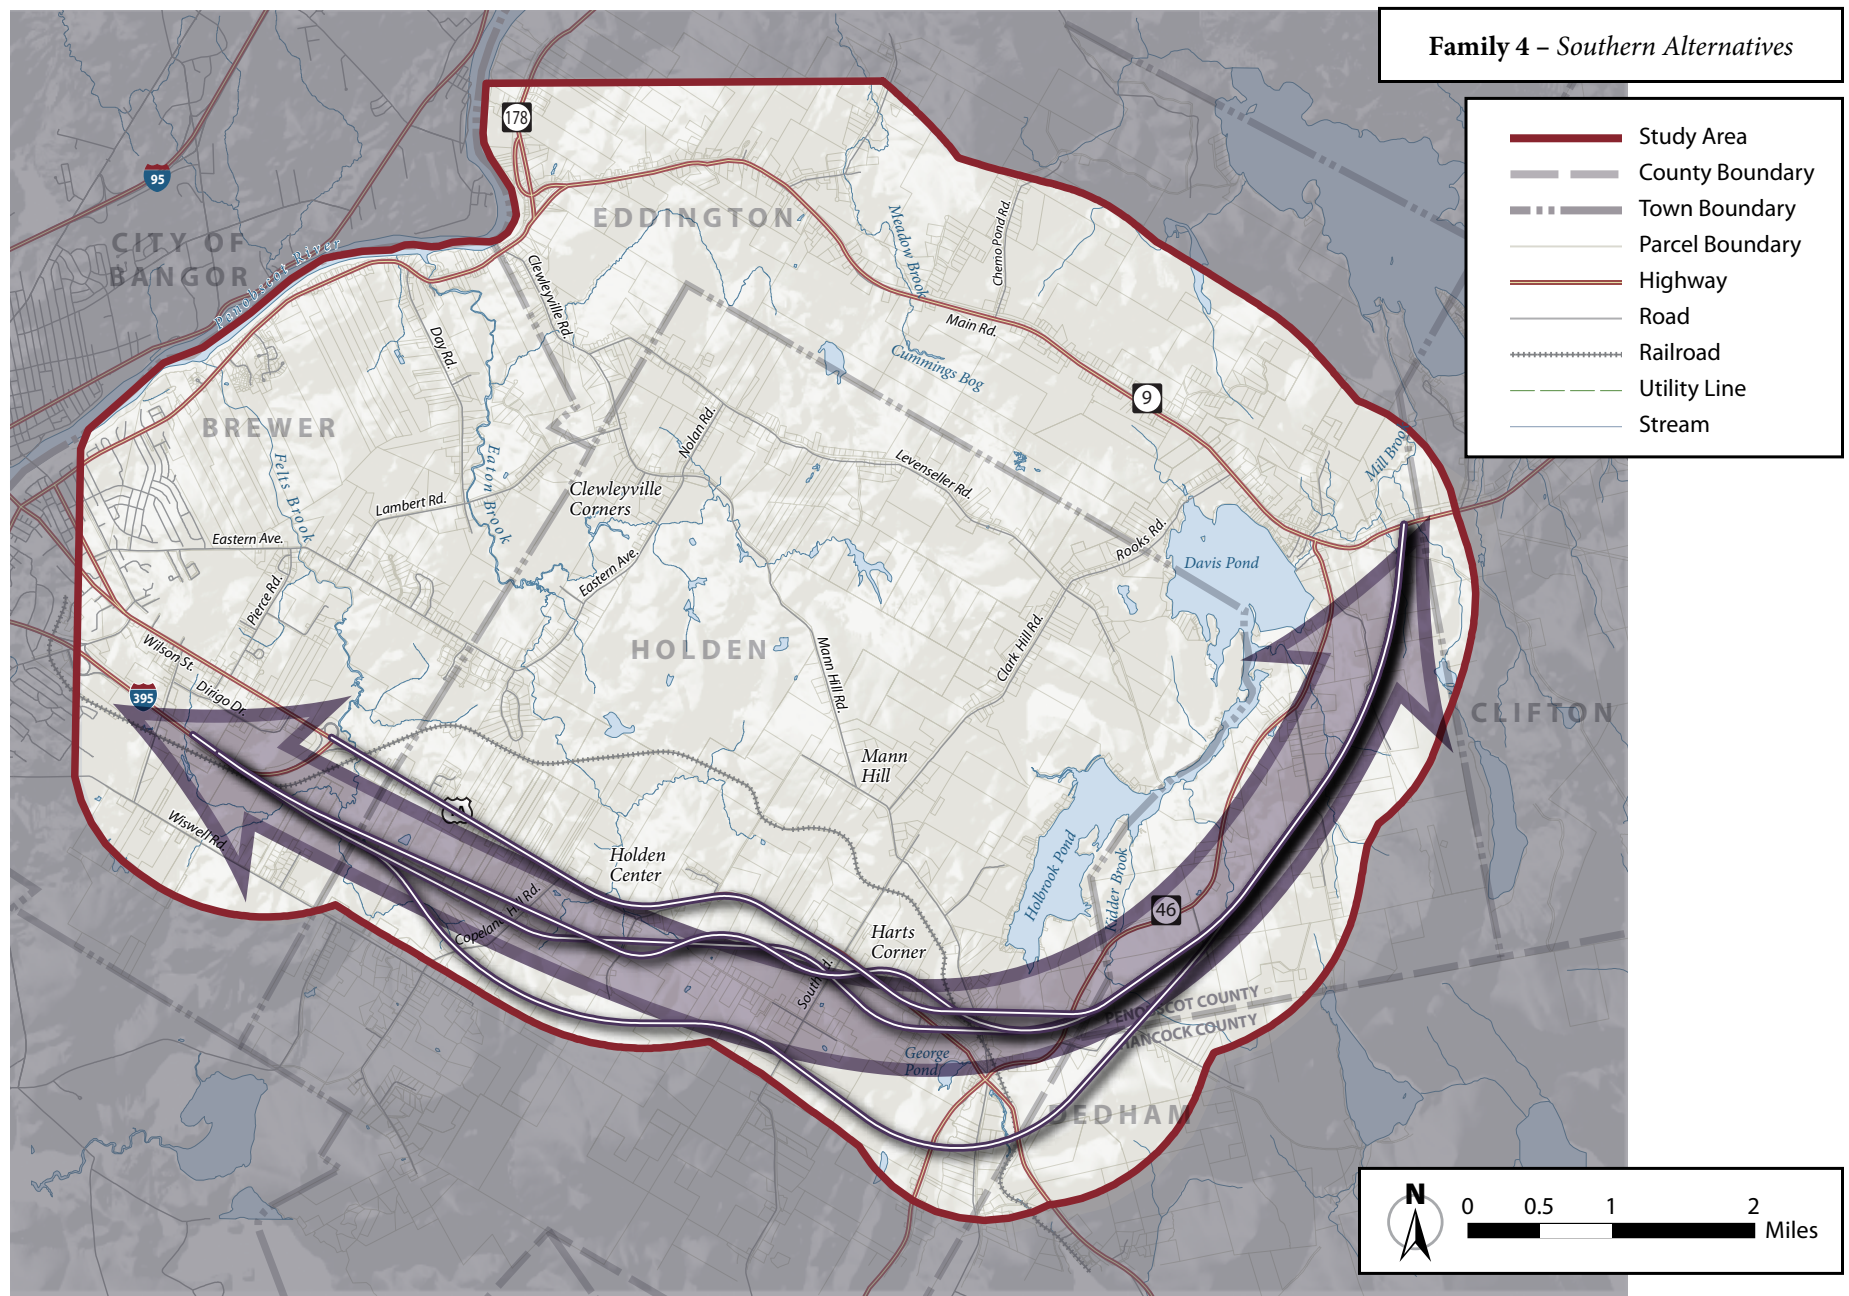 Family 4 – Southern Alternatives
Study Area
County Boundary
Town Boundary
Parcel Boundary
Highway
Road
Railroad
Utility Line
Stream
178
95
EDDINGTON
CITY OF
BANGOR
Penobscot River
Meadow Brook
Chemo Pond Rd.
Clewleyville Rd.
Main Rd.
Day Rd.
Cummings Bog
9
BREWER
Nolan Rd.
Mill Brook
Felts Brook
Eaton Brook
Levenseller Rd.
Clewleyville
Corners
Lambert Rd.
Eastern Ave.
Rooks Rd.
Davis Pond
Eastern Ave.
Pierce Rd.
HOLDEN
Wilson St.
Mann Hill Rd.
Clark Hill Rd.
Dirigo Dr.
395
CLIFTON
Mann
Hill
Wiswell Rd.
Holden
Center
Holbrook Pond
Kidder Brook
46
Copeland Hill Rd.
Harts
Corner
South Rd.
PENOBSCOT COUNTY
HANCOCK COUNTY
George
Pond
DEDHAM
N
0 0.5 1 2
Miles